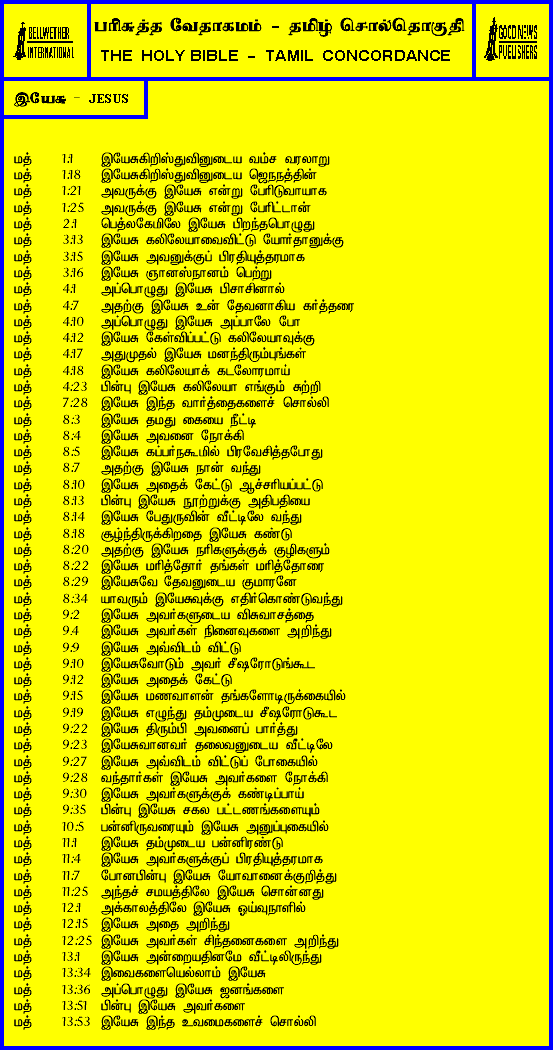 BELLWETHER
INTERNATIONAL
பரிசுத்த வேதாகமம் - தமிழ் சொல்தொகுதி
THE HOLY BIBLE - TAMIL CONCORDANCE
GOOD NEWS
PUBLISHERS
இயேசு - JESUS
மத் 1:1 இயேசுகிறிஸ்துவினுடைய வம்ச வரலாறு
மத் 1:18 இயேசுகிறிஸ்துவினுடைய ஜெநநத்தின்
மத் 1:21 அவருக்கு இயேசு என்று பேரிடுவாயாக
மத் 1:25 அவருக்கு இயேசு என்று பேரிட்டான்
மத் 2:1 பெத்லகேமிலே இயேசு பிறந்தபொழுது
மத் 3:13 இயேசு கலிலேயாவைவிட்டு யோர்தானுக்கு
மத் 3:15 இயேசு அவனுக்குப் பிரதியுத்தரமாக
மத் 3:16 இயேசு ஞானஸ்நானம் பெற்று
மத் 4:1 அப்பொழுது இயேசு பிசாசினால்
மத் 4:7 அதற்கு இயேசு உன் தேவனாகிய கர்த்தரை
மத் 4:10 அப்பொழுது இயேசு அப்பாலே போ
மத் 4:12 இயேசு கேள்விப்பட்டு கலிலேயாவுக்கு
மத் 4:17 அதுமுதல் இயேசு மனந்திரும்புங்கள்
மத் 4:18 இயேசு கலிலேயாக் கடலோரமாய்
மத் 4:23 பின்பு இயேசு கலிலேயா எங்கும் சுற்றி
மத் 7:28 இயேசு இந்த வார்த்தைகளைச் சொல்லி
மத் 8:3 இயேசு தமது கையை நீட்டி
மத் 8:4 இயேசு அவனை நோக்கி
மத் 8:5 இயேசு கப்பர்நகூமில் பிரவேசித்தபோது
மத் 8:7 அதற்கு இயேசு நான் வந்து
மத் 8:10 இயேசு அதைக் கேட்டு ஆச்சரியப்பட்டு
மத் 8:13 பின்பு இயேசு நூற்றுக்கு அதிபதியை
மத் 8:14 இயேசு பேதுருவின் வீட்டிலே வந்து
மத் 8:18 சூழ்ந்திருக்கிறதை இயேசு கண்டு
மத் 8:20 அதற்கு இயேசு நரிகளுக்குக் குழிகளும்
மத் 8:22 இயேசு மரித்தோர் தங்கள் மரித்தோரை
மத் 8:29 இயேசுவே தேவனுடைய குமாரனே
மத் 8:34 யாவரும் இயேசுவுக்கு எதிர்கொண்டுவந்து
மத் 9:2 இயேசு அவர்களுடைய விசுவாசத்தை
மத் 9.4 இயேசு அவர்கள் நினைவுகளை அறிந்து
மத் 9:9 இயேசு அவ்விடம் விட்டு
மத் 9:10 இயேசுவோடும் அவர் சீஷரோடுங்கூட
மத் 9:12 இயேசு அதைக் கேட்டு
மத் 9:15 இயேசு மணவாளன் தங்களோடிருக்கையில்
மத் 9:19 இயேசு எழுந்து தம்முடைய சீஷரோடுகூட
மத் 9:22 இயேசு திரும்பி அவனைப் பார்த்து
மத் 9:23 இயேசுவானவர் தலைவனுடைய வீட்டிலே
மத் 9:27 இயேசு அவ்விடம் விட்டுப் போகையில்
மத் 9:28 வந்தார்கள் இயேசு அவர்களை நோக்கி
மத் 9:30 இயேசு அவர்களுக்குக் கண்டிப்பாய்
மத் 9:35 பின்பு இயேசு சகல பட்டணங்களையும்
மத் 10:5 பன்னிருவரையும் இயேசு அனுப்புகையில்
மத் 11:1 இயேசு தம்முடைய பன்னிரண்டு
மத் 11:4 இயேசு அவர்களுக்குப் பிரதியுத்தரமாக
மத் 11:7 போனபின்பு இயேசு யோவானைக்குறித்து
மத் 11:25 அந்தச் சமயத்திலே இயேசு சொன்னது
மத் 12:1 அக்காலத்திலே இயேசு ஓய்வுநாளில்
மத் 12:15 இயேசு அதை அறிந்து
மத் 12:25 இயேசு அவர்கள் சிந்தனைகளை அறிந்து
மத் 13:1 இயேசு அன்றையதினமே வீட்டிலிருந்து
மத் 13:34 இவைகளையெல்லாம் இயேசு
மத் 13:36 அப்பொழுது இயேசு ஜனங்களை
மத் 13:51 பின்பு இயேசு அவர்களை
மத் 13:53 இயேசு இந்த உவமைகளைச் சொல்லி